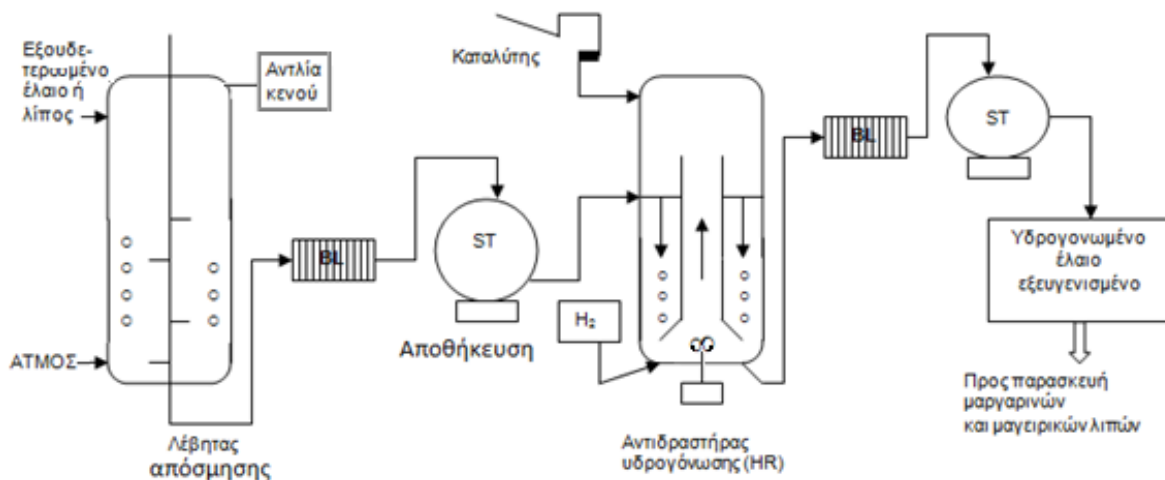 Εξουδε-
τερωμένο
έλαιο ή
λίπος
Αντλία
κενού
ΑΤΜΟΣ
Λέβητας
απόσμησης
BL
ST
Αποθήκευση
Καταλύτης
H₂
Αντιδραστήρας
υδρογόνωσης (HR)
BL
ST
Υδρογονωμένο
έλαιο
εξευγενισμένο
Προς παρασκευή
μαργαρινών
και μαγειρικών λιπών